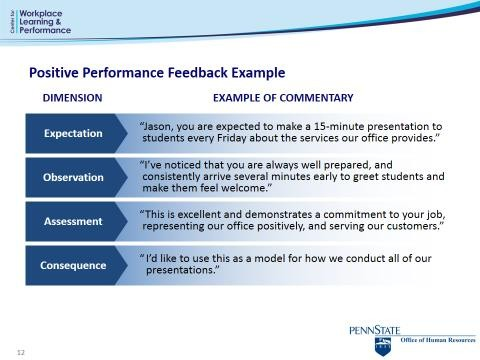 Center for
Workplace
Learning &
Performance
Positive Performance Feedback Example
DIMENSION
EXAMPLE OF COMMENTARY
Expectation
“Jason, you are expected to make a 15-minute presentation to
students every Friday about the services our office provides.”
Observation
“I’ve noticed that you are always well prepared, and
consistently arrive several minutes early to greet students and
make them feel welcome.”
Assessment
“This is excellent and demonstrates a commitment to your job,
representing our office positively, and serving our customers.”
Consequence
“I’d like to use this as a model for how we conduct all of our
presentations.”
12
PENNSTATE
1855
Office of Human Resources